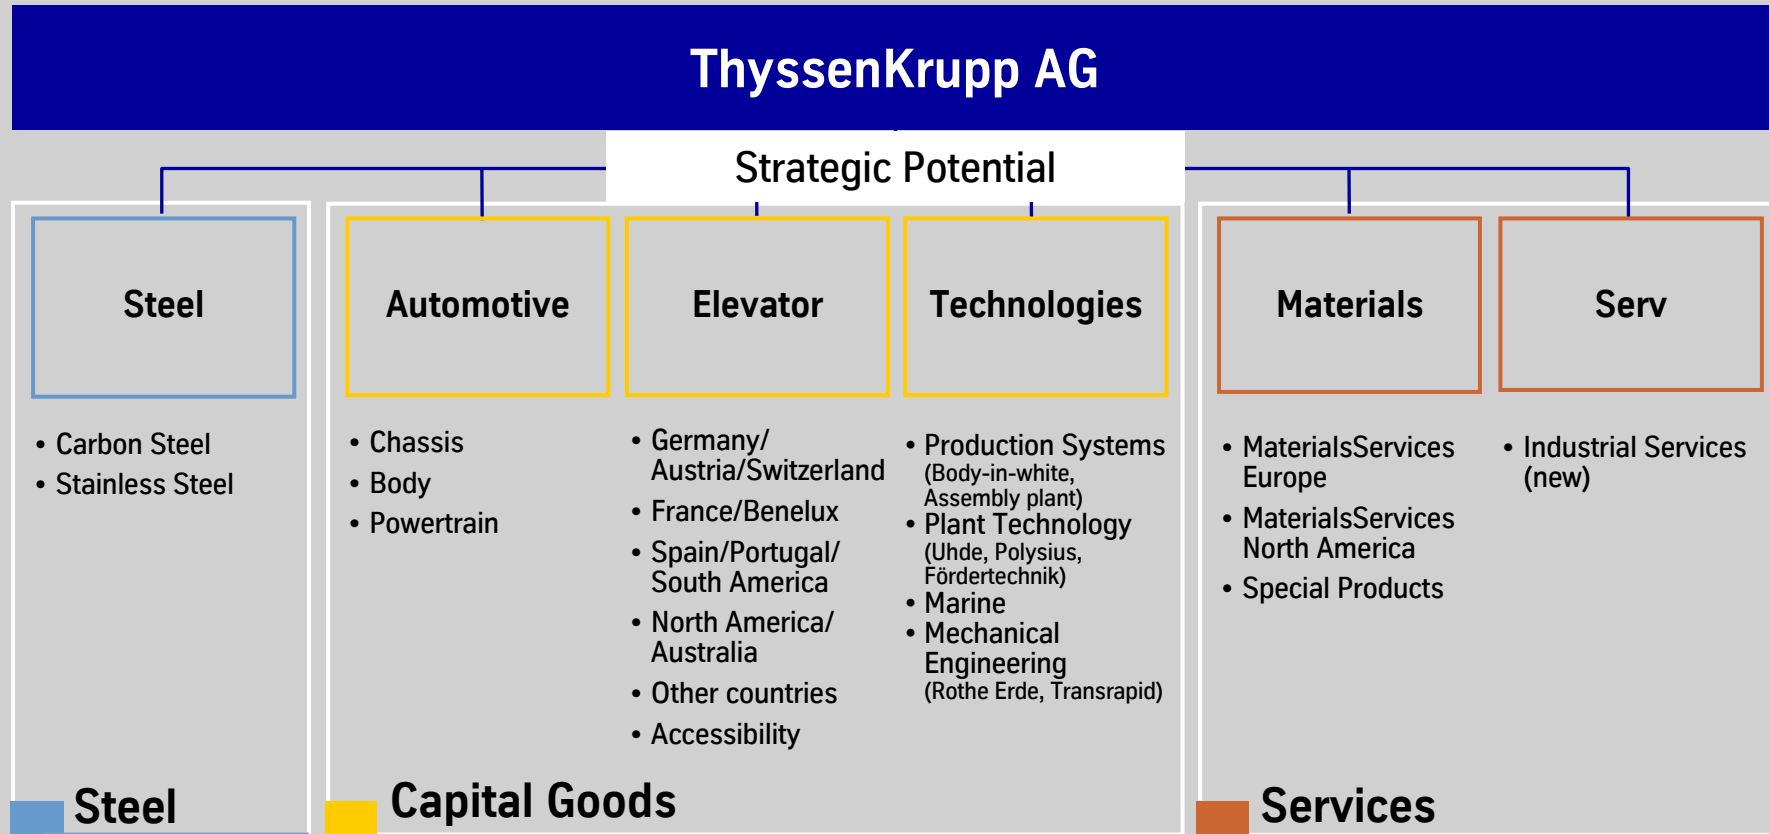 ThyssenKrupp AG
Strategic Potential
Steel
• Carbon Steel
• Stainless Steel
Steel
Automotive
• Chassis
• Body
• Powertrain
Elevator
• Germany/
Austria/Switzerland
• France/Benelux
• Spain/Portugal/
South America
• North America/
Australia
• Other countries
• Accessibility
Technologies
• Production Systems
(Body-in-white,
Assembly plant)
• Plant Technology
(Uhde, Polysius,
Fördertechnik)
• Marine
• Mechanical
Engineering
(Rothe Erde, Transrapid)
Capital Goods
Materials
• MaterialsServices
Europe
• MaterialsServices
North America
• Special Products
Serv
• Industrial Services
(new)
Services